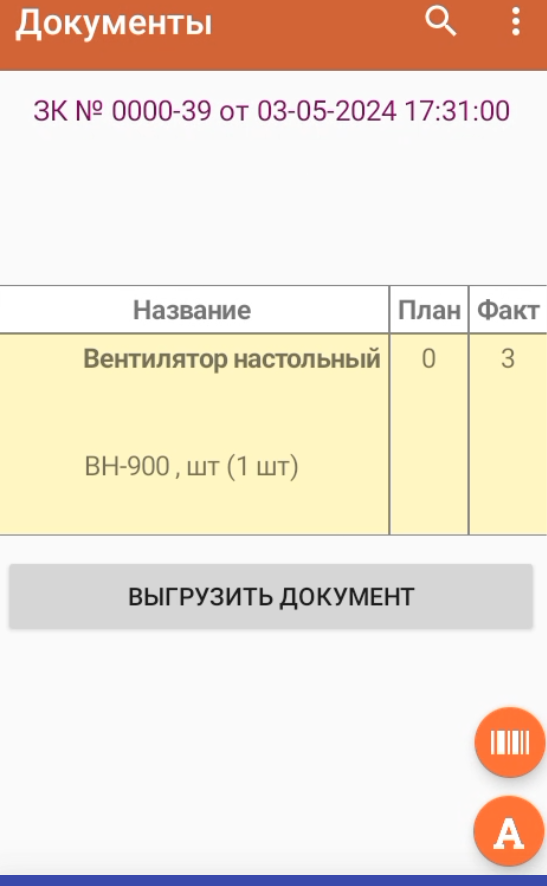 Документы
ЗК № 0000-39 от 03-05-2024 17:31:00
Название План Факт
Вентилятор настольный 0 3
ВН-900 , шт (1 шт)
ВЫГРУЗИТЬ ДОКУМЕНТ
A